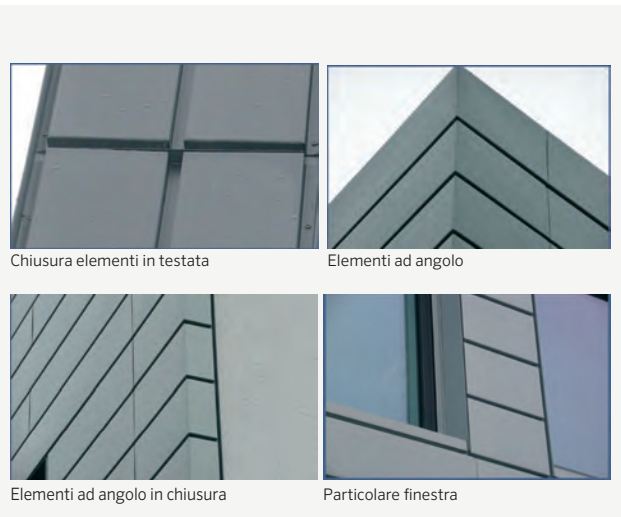 Chiusura elementi in testata
Elementi ad angolo
Elementi ad angolo in chiusura
Particolare finestra